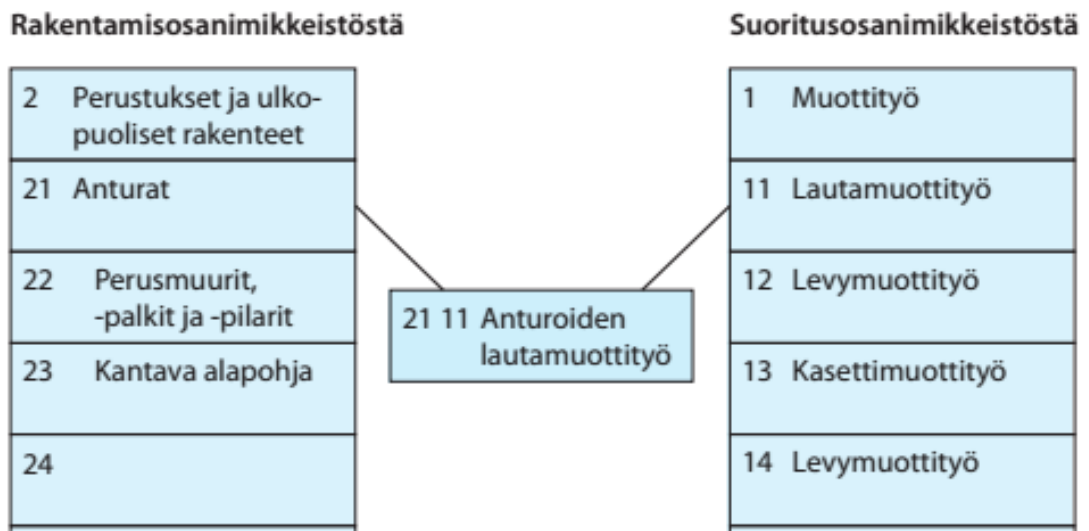 Rakentamisosanimikkeistöstä
2 Perustukset ja ulko-
puoliset rakenteet
21 Anturat
22 Perusmuurit,
-palkit ja -pilarit
23 Kantava alapohja
24
21 11 Anturoiden
lautamuottityö
Suoritusosanimikkeistöstä
1 Muottityö
11 Lautamuottityö
12 Levymuottityö
13 Kasettimuottityö
14 Levymuottityö